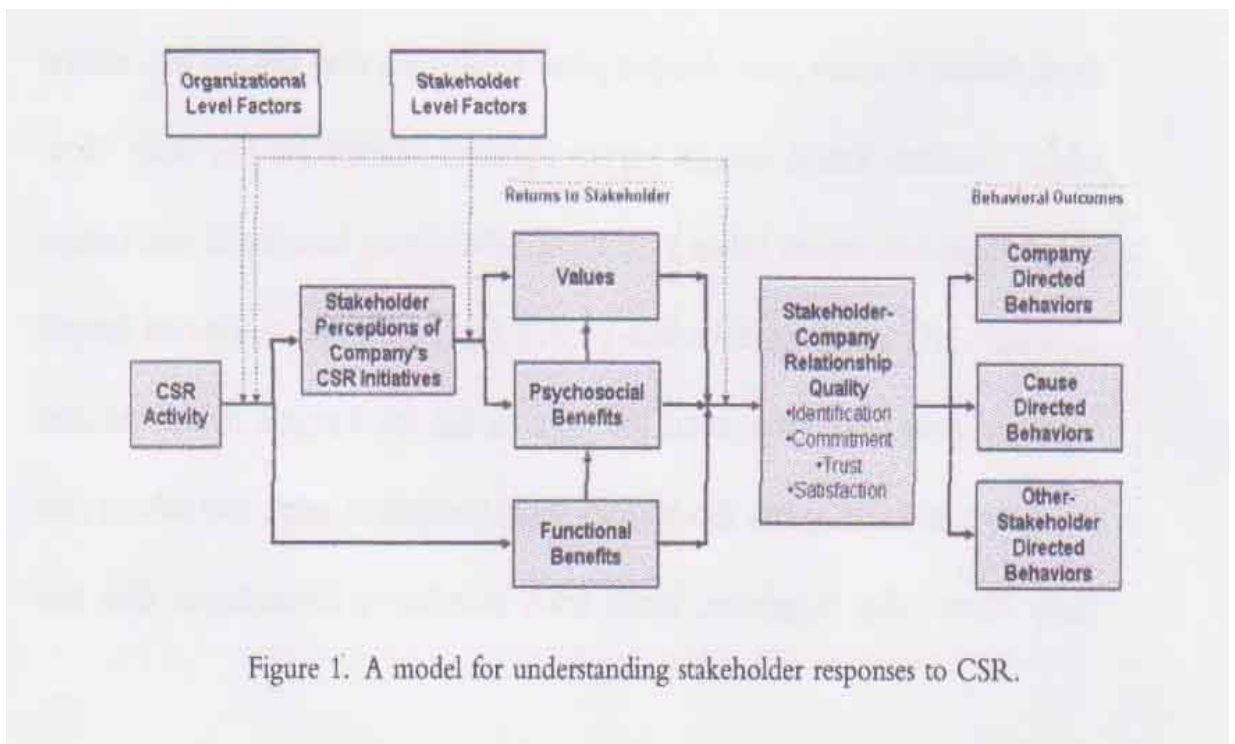 Organizational
Level Factors
Stakeholder
Level Factors
Returns to Stakeholder
Behavioral Outcomes
CSR
Activity
Stakeholder
Perceptions of
Company's
CSR Initiatives
Values
Psychosocial
Benefits
Functional
Benefits
Stakeholder-
Company
Relationship
Quality
•Identification
•Commitment
•Trust
•Satisfaction
Company
Directed
Behaviors
Cause
Directed
Behaviors
Other-
Stakeholder
Directed
Behaviors
Figure 1. A model for understanding stakeholder responses to CSR.